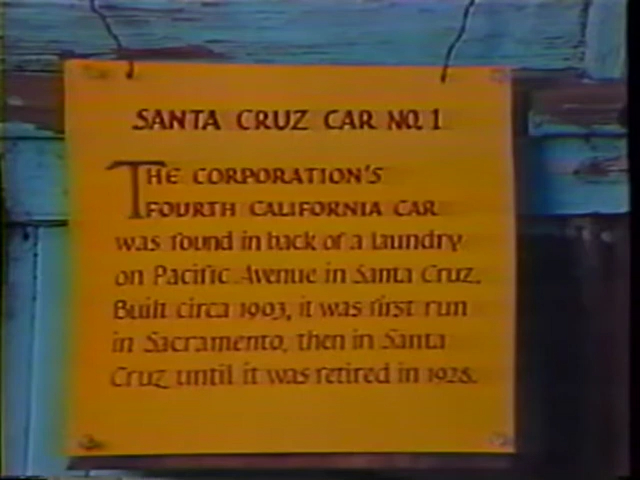 SANTA CRUZ CAR NO. 1
THE CORPORATION'S
FOURTH CALIFORNIA CAR
was found in back of a laundry
on Pacific Avenue in Santa Cruz.
Built circa 1903, it was first run
in Sacramento, then in Santa
Cruz until it was retired in 1928.